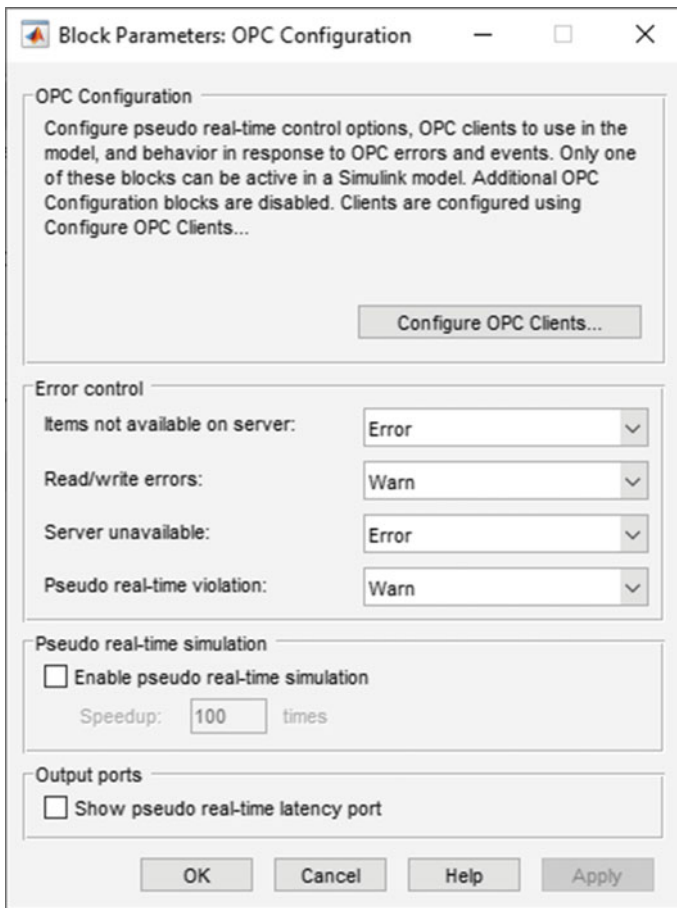 Block Parameters: OPC Configuration
OPC Configuration
Configure pseudo real-time control options, OPC clients to use in the
model, and behavior in response to OPC errors and events. Only one
of these blocks can be active in a Simulink model. Additional OPC
Configuration blocks are disabled. Clients are configured using
Configure OPC Clients...
Configure OPC Clients...
Error control
Items not available on server: Error
Read/write errors: Warn
Server unavailable: Error
Pseudo real-time violation: Warn
Pseudo real-time simulation
Enable pseudo real-time simulation
Speedup: 100 times
Output ports
Show pseudo real-time latency port
OK Cancel Help Apply